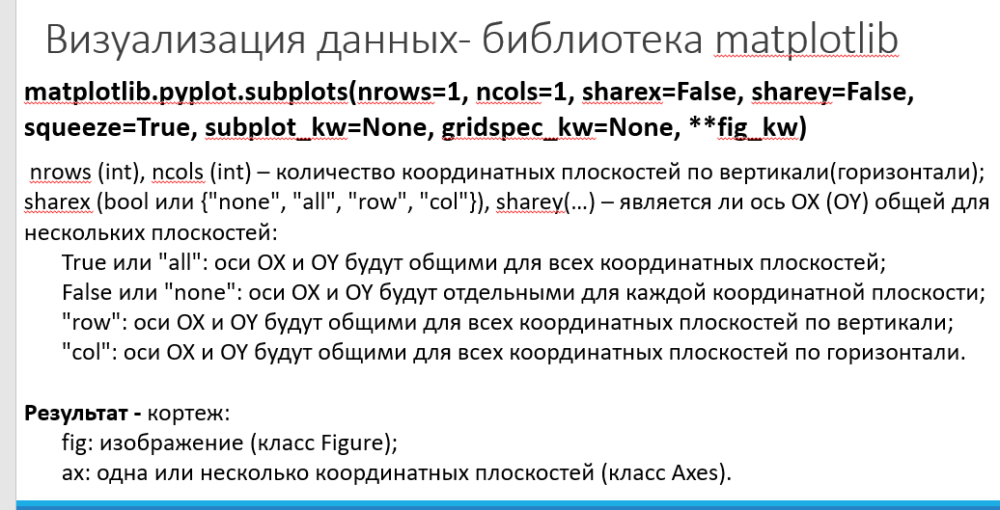 Визуализация данных- библиотека matplotlib
matplotlib.pyplot.subplots(nrows=1, ncols=1, sharex=False, sharey=False,
squeeze=True, subplot_kw=None, gridspec_kw=None, **fig_kw)
nrows (int), ncols (int) – количество координатных плоскостей по вертикали(горизонтали);
sharex (bool или {"none", "all", "row", "col"}), sharey(…) – является ли ось OX (OY) общей для
нескольких плоскостей:
True или "all": оси OX и OY будут общими для всех координатных плоскостей;
False или "none": оси OX и OY будут отдельными для каждой координатной плоскости;
"row": оси OX и OY будут общими для всех координатных плоскостей по вертикали;
"col": оси OX и OY будут общими для всех координатных плоскостей по горизонтали.
Результат - кортеж:
fig: изображение (класс Figure);
ax: одна или несколько координатных плоскостей (класс Axes).